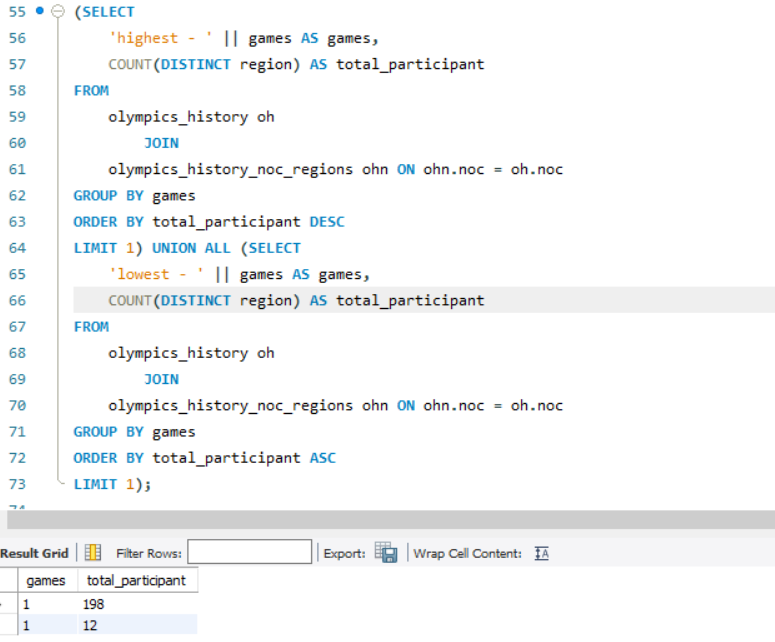 55 (SELECT
56 'highest - ' || games AS games,
57 COUNT(DISTINCT region) AS total_participant
58 FROM
59 olympics_history oh
60 JOIN
61 olympics_history_noc_regions ohn ON ohn.noc = oh.noc
62 GROUP BY games
63 ORDER BY total_participant DESC
64 LIMIT 1) UNION ALL (SELECT
65 'lowest - ' || games AS games,
66 COUNT(DISTINCT region) AS total_participant
67 FROM
68 olympics_history oh
69 JOIN
70 olympics_history_noc_regions ohn ON ohn.noc = oh.noc
71 GROUP BY games
72 ORDER BY total_participant ASC
73 LIMIT 1);
74
Result Grid Filter Rows: Export: Wrap Cell Content:
games total_participant
1 198
1 12